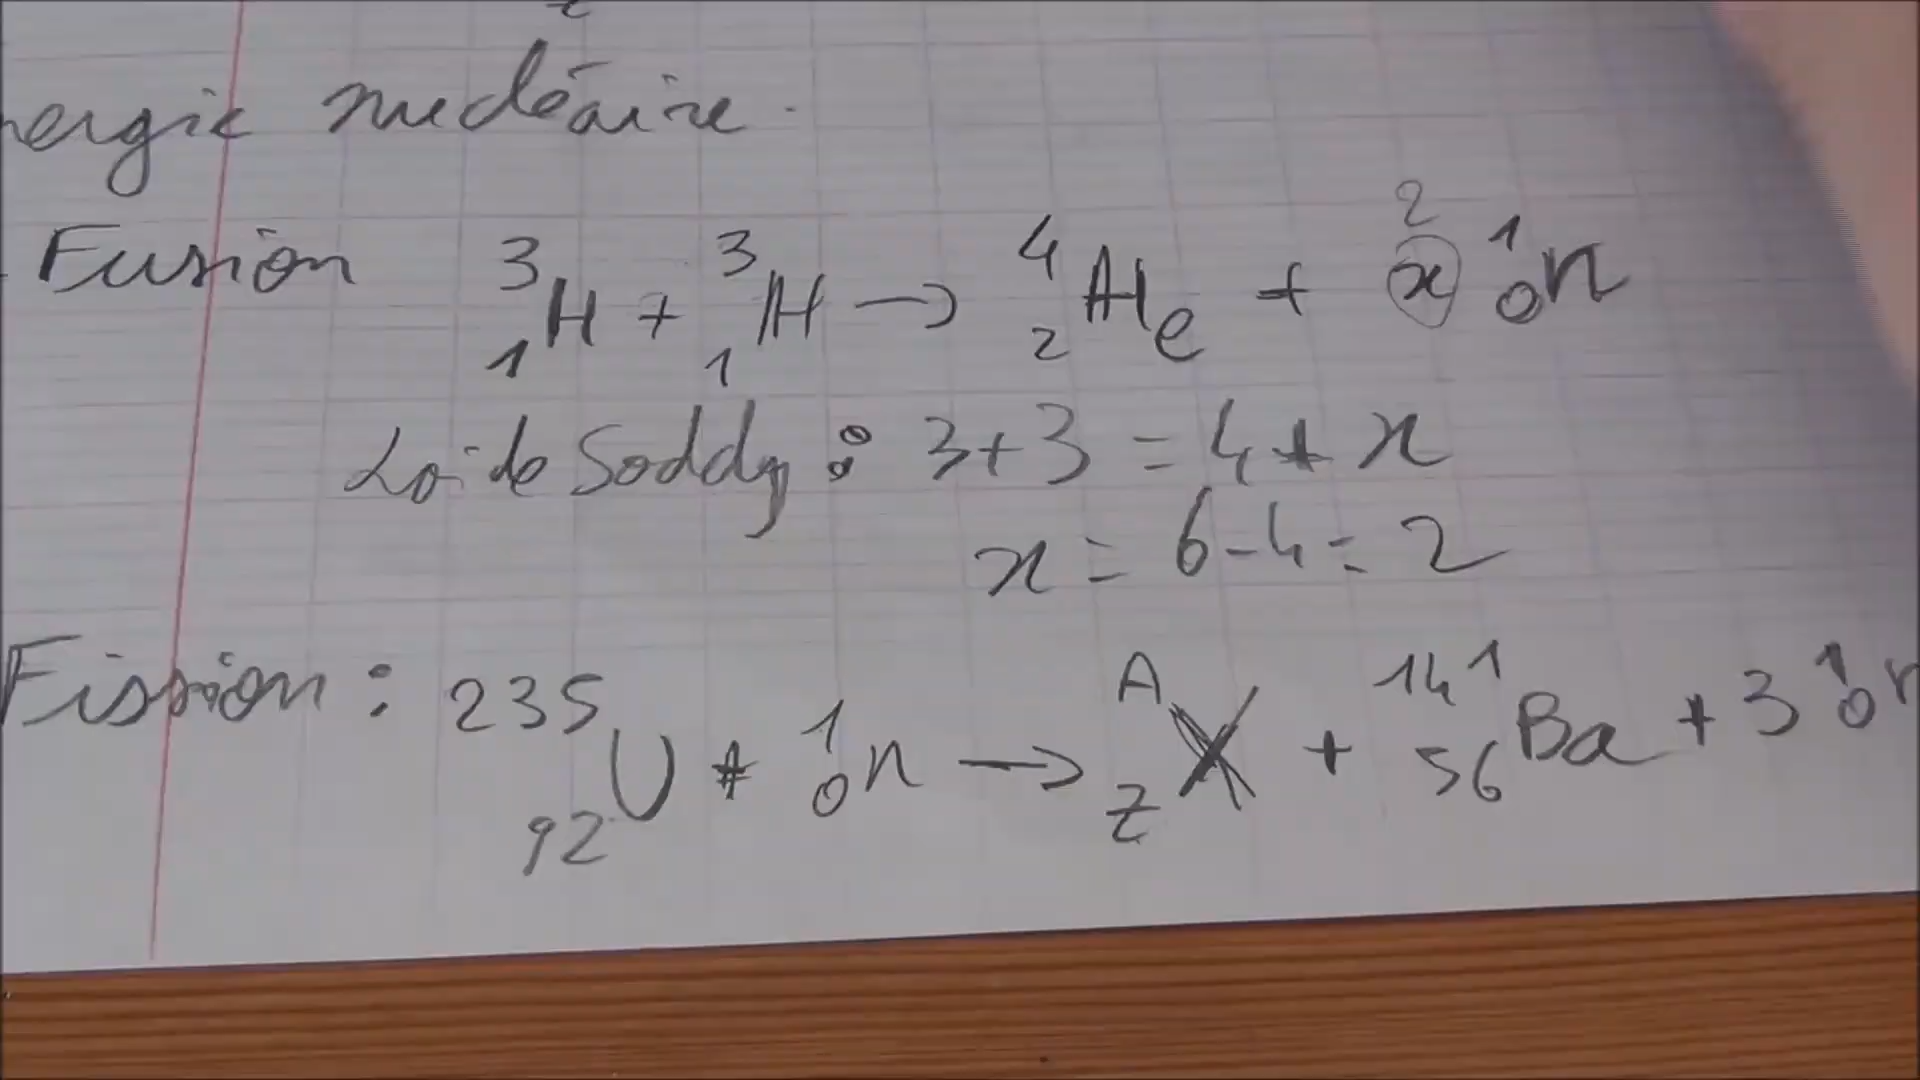 nergie nucléaire.
Fusion ³₁H + ³₁H → ⁴₂He + x ¹₀n
2
Loi de Soddy : 3+3 = 4 + x
x = 6-4 = 2
Fission : ²³⁵₉₂U + ¹₀n → ᴬ_Z X + ¹⁴¹₅₆Ba + 3 ¹₀n